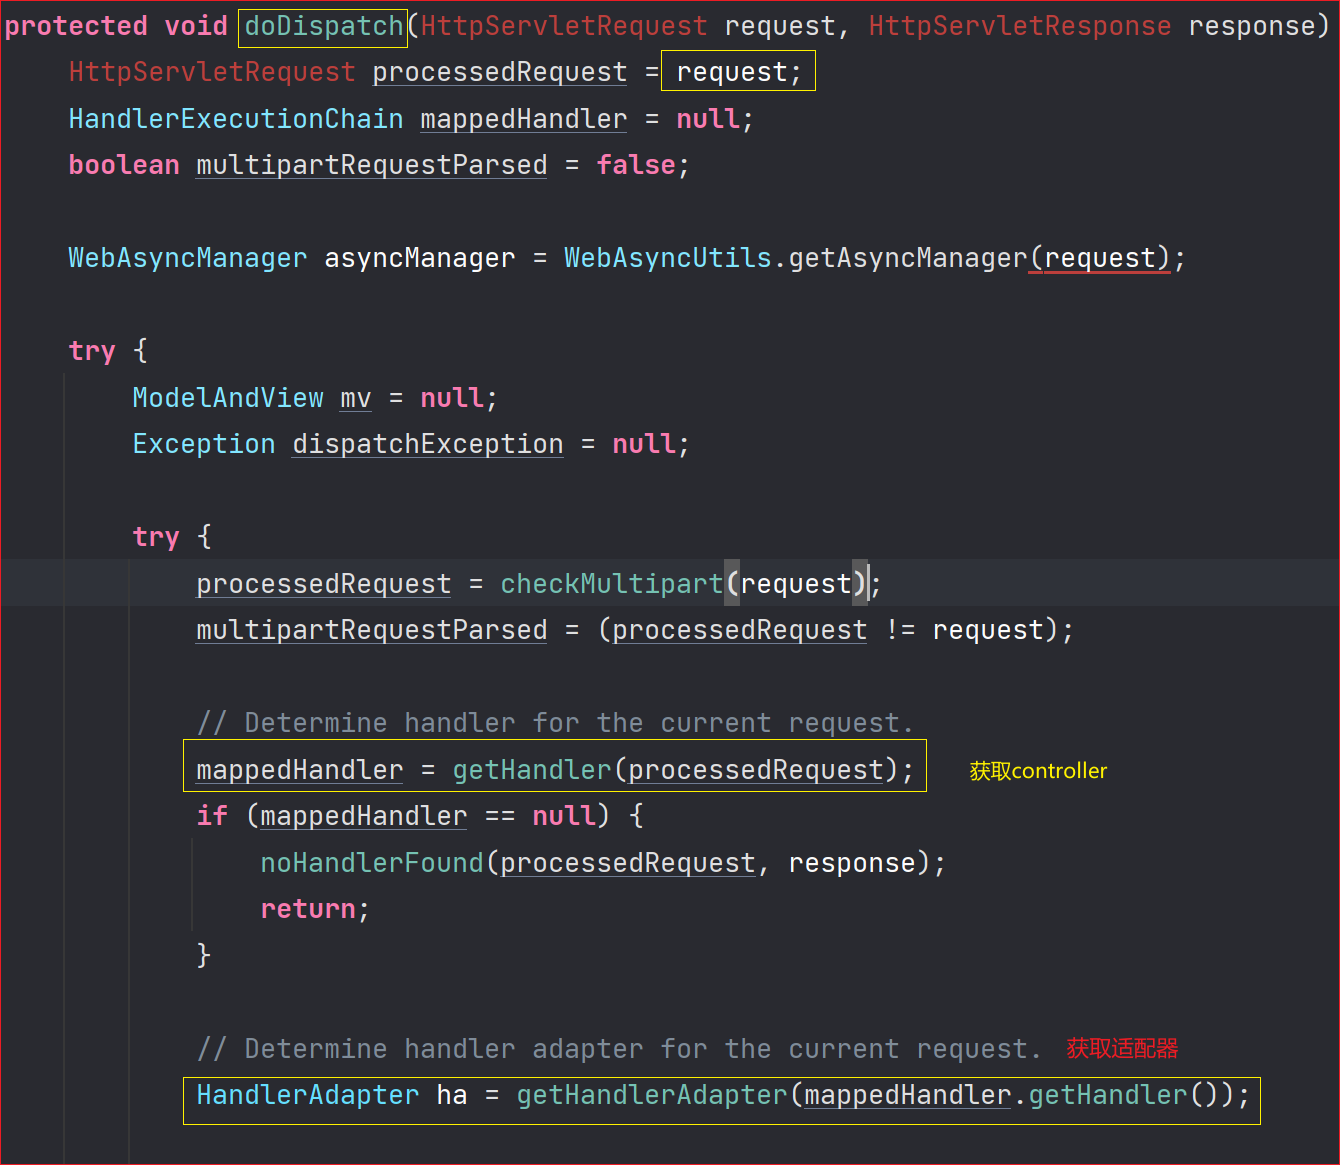 protected void doDispatch(HttpServletRequest request, HttpServletResponse response)
HttpServletRequest processedRequest = request;
HandlerExecutionChain mappedHandler = null;
boolean multipartRequestParsed = false;
WebAsyncManager asyncManager = WebAsyncUtils.getAsyncManager(request);
try {
ModelAndView mv = null;
Exception dispatchException = null;
try {
processedRequest = checkMultipart(request);
multipartRequestParsed = (processedRequest != request);
// Determine handler for the current request.
mappedHandler = getHandler(processedRequest); 获取controller
if (mappedHandler == null) {
noHandlerFound(processedRequest, response);
return;
}
// Determine handler adapter for the current request. 获取适配器
HandlerAdapter ha = getHandlerAdapter(mappedHandler.getHandler());